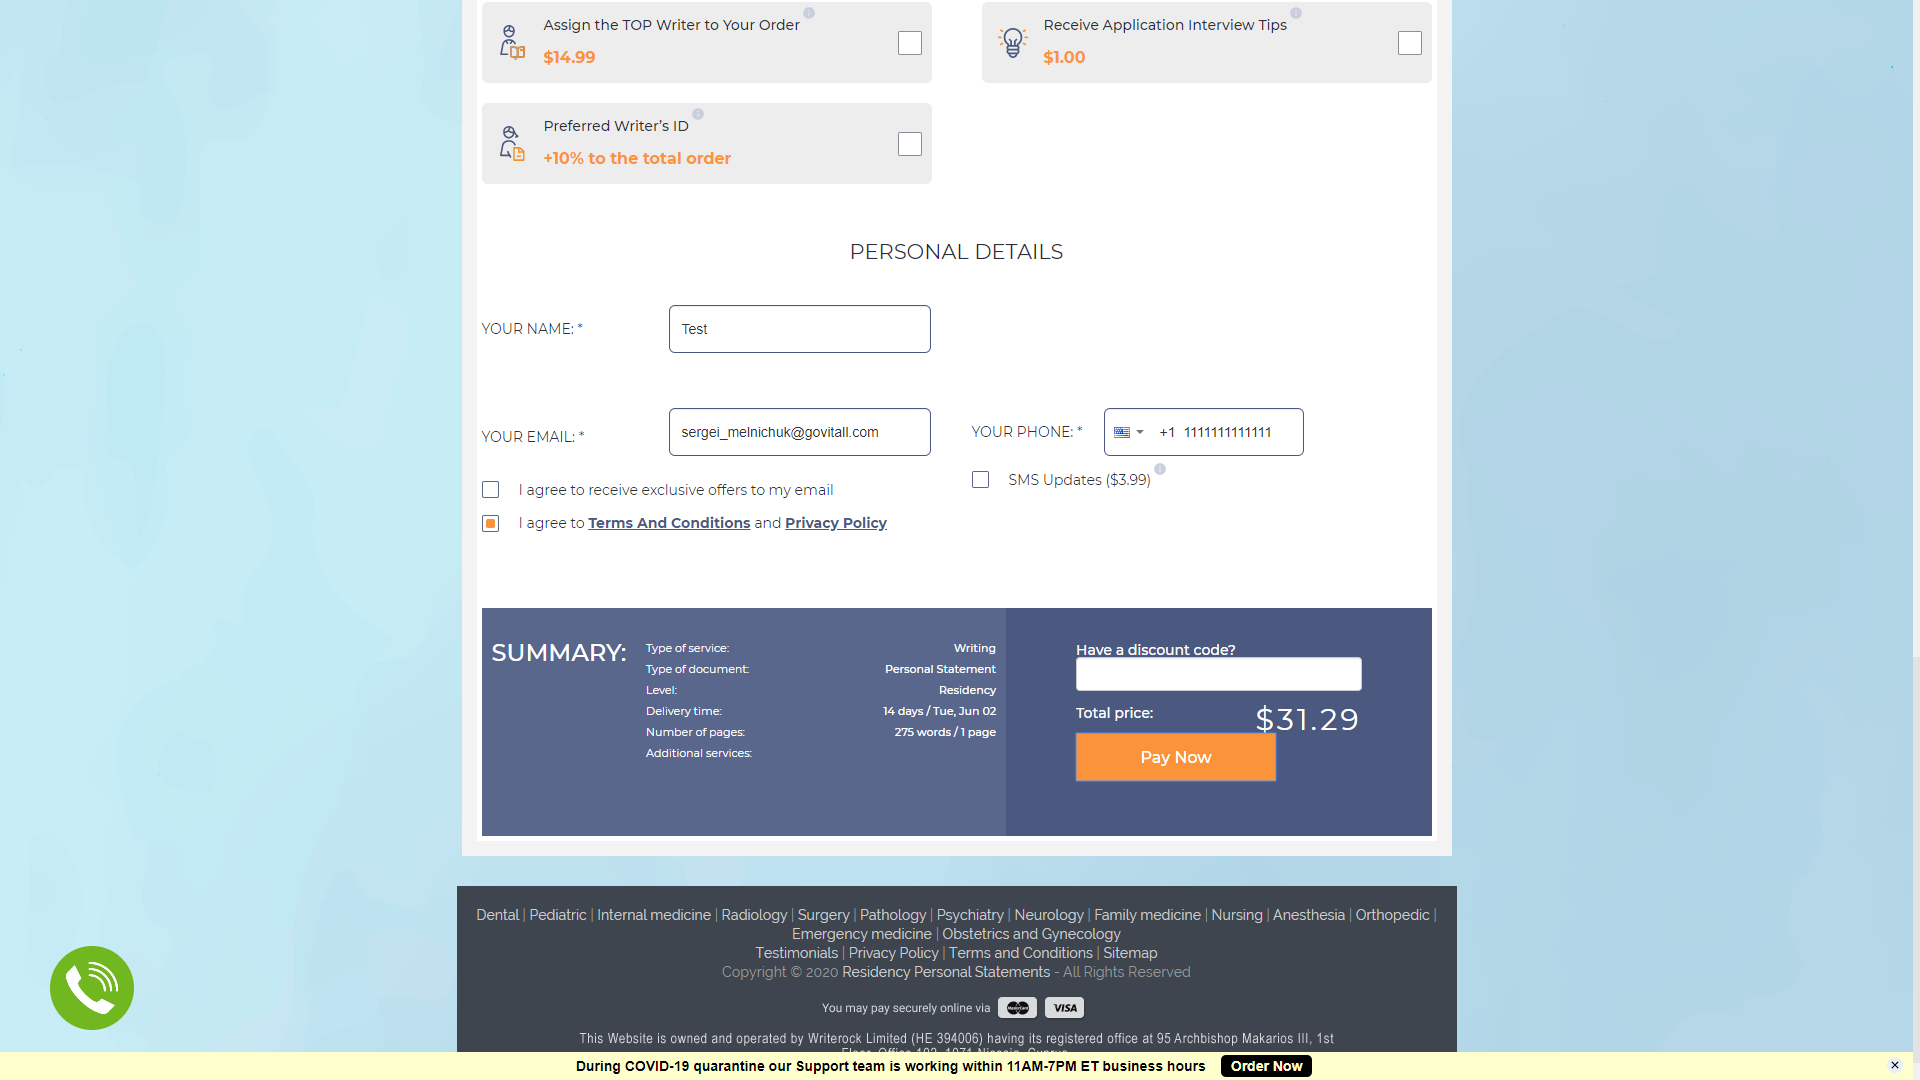 Assign the TOP Writer to Your Order
$14.99
Receive Application Interview Tips
$1.00
Preferred Writer’s ID
+10% to the total order
PERSONAL DETAILS
YOUR NAME: *
Test
YOUR EMAIL: *
sergei_melnichuk@govitall.com
YOUR PHONE: *
+1 1111111111111
I agree to receive exclusive offers to my email
SMS Updates ($3.99)
I agree to Terms And Conditions and Privacy Policy
SUMMARY:
Type of service: Writing
Type of document: Personal Statement
Level: Residency
Delivery time: 14 days / Tue, Jun 02
Number of pages: 275 words / 1 page
Additional services:
Have a discount code?
Total price: $31.29
Pay Now
Dental | Pediatric | Internal medicine | Radiology | Surgery | Pathology | Psychiatry | Neurology | Family medicine | Nursing | Anesthesia | Orthopedic |
Emergency medicine | Obstetrics and Gynecology
Testimonials | Privacy Policy | Terms and Conditions | Sitemap
Copyright © 2020 Residency Personal Statements - All Rights Reserved
You may pay securely online via MasterCard VISA
This Website is owned and operated by Writerock Limited (HE 394006) having its registered office at 95 Archbishop Makarios III, 1st
Floor, Office 102, 1071 Nicosia, Cyprus
During COVID-19 quarantine our Support team is working within 11AM-7PM ET business hours Order Now